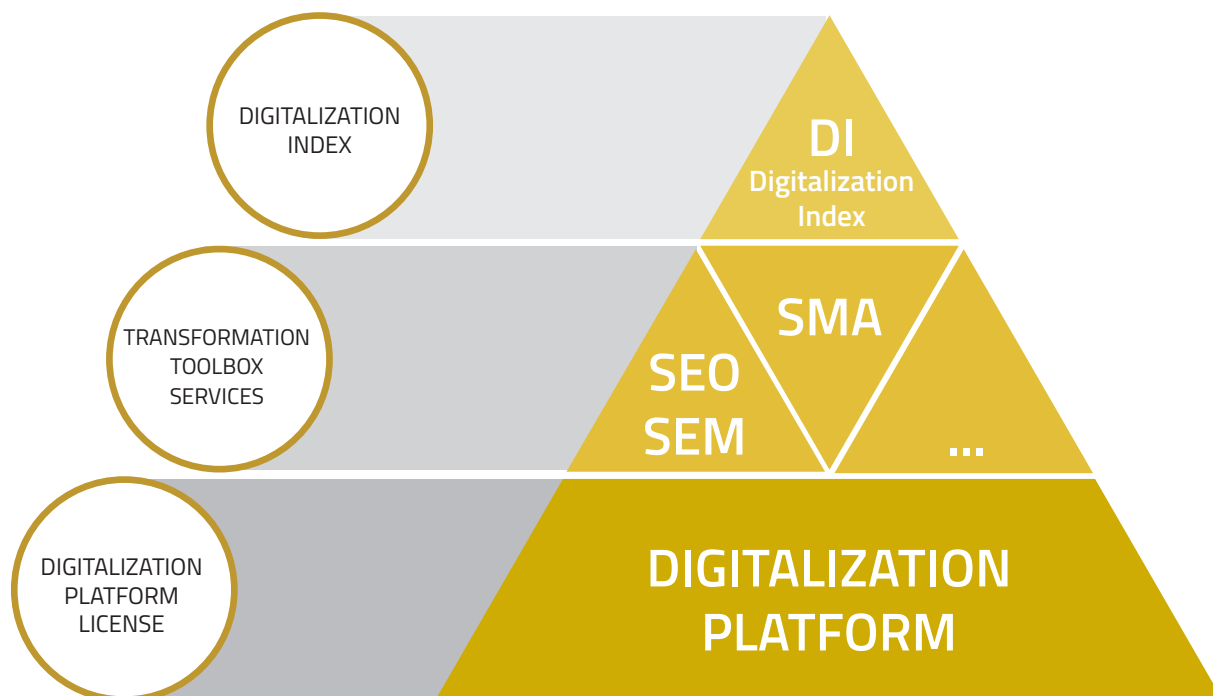 DIGITALIZATION
INDEX
DI
Digitalization
Index
TRANSFORMATION
TOOLBOX
SERVICES
SEO
SEM
SMA
...
DIGITALIZATION
PLATFORM
LICENSE
DIGITALIZATION
PLATFORM